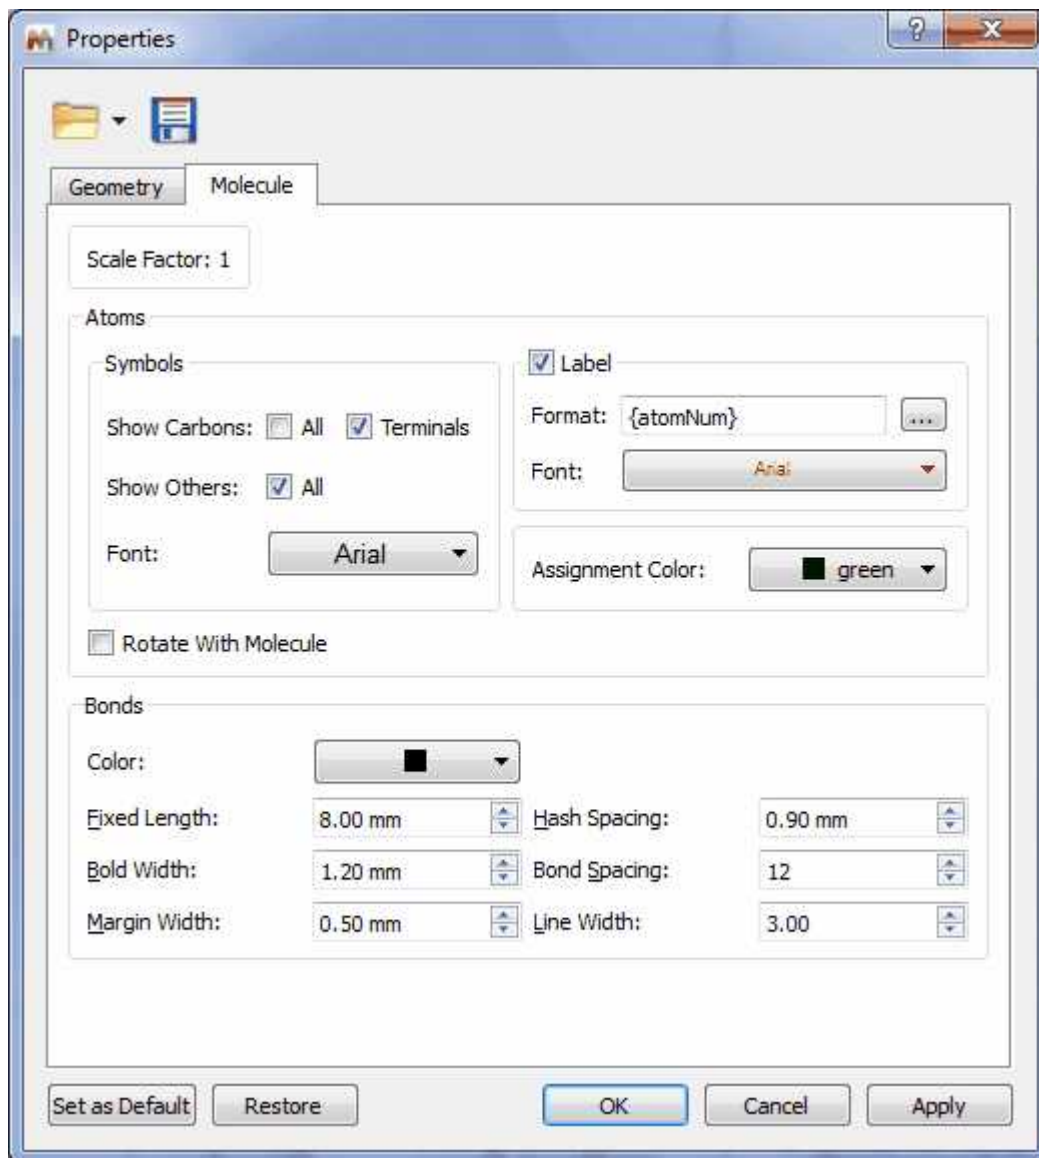 Properties
?
Geometry Molecule
Scale Factor: 1
Atoms
Symbols
Label
Show Carbons: All Terminals
Format: {atomNum} ...
Show Others: All
Font: Arial
Font: Arial
Assignment Color: green
Rotate With Molecule
Bonds
Color:
Fixed Length: 8.00 mm Hash Spacing: 0.90 mm
Bold Width: 1.20 mm Bond Spacing: 12
Margin Width: 0.50 mm Line Width: 3.00
Set as Default Restore OK Cancel Apply